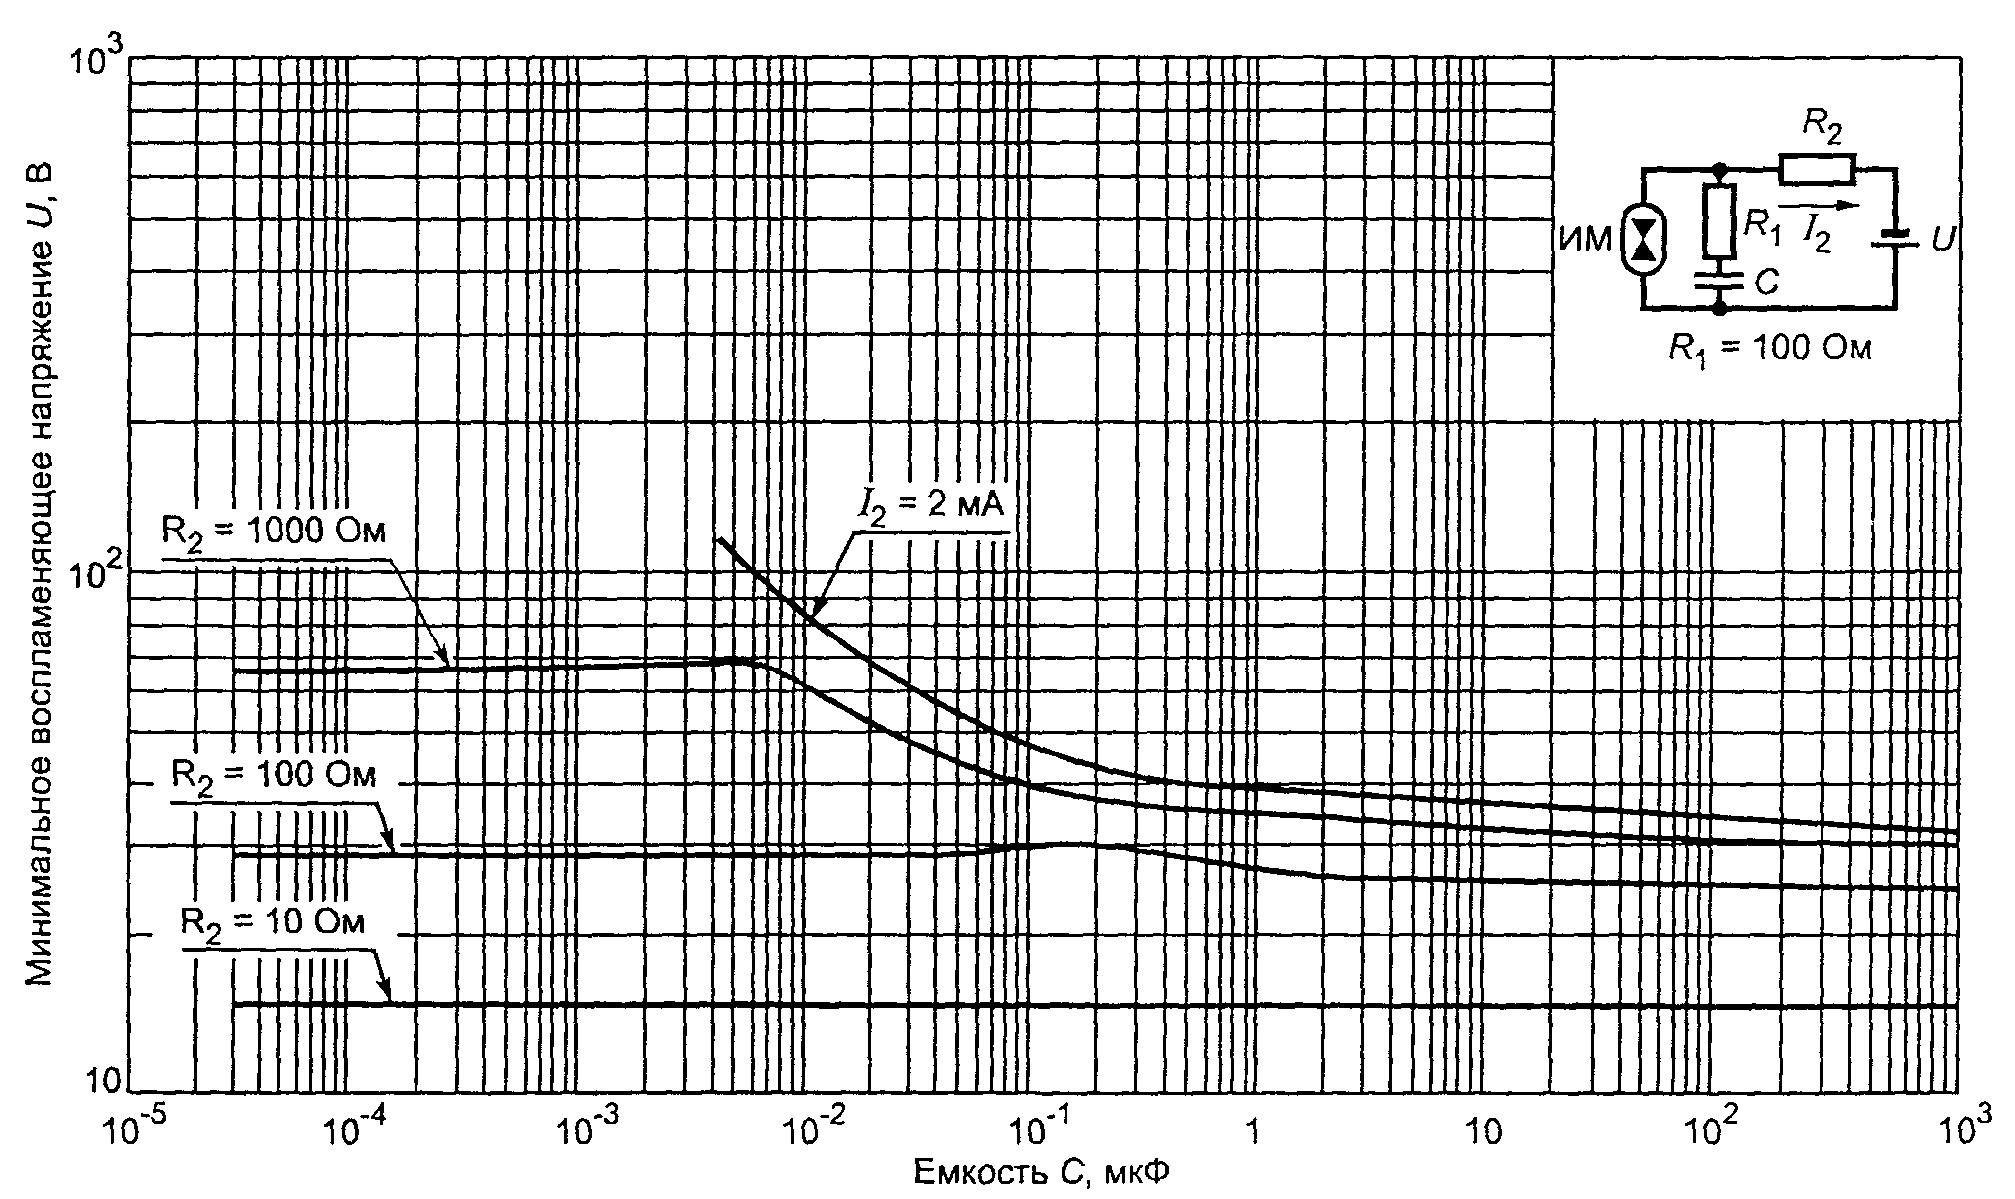 Минимальное воспламеняющее напряжение U, В
10³
10²
10
R₂ = 1000 Ом
I₂ = 2 мА
R₂ = 100 Ом
R₂ = 10 Ом
R₂
ИМ
R₁
I₂
U
C
R₁ = 100 Ом
10⁻⁵ 10⁻⁴ 10⁻³ 10⁻² 10⁻¹ 1 10 10² 10³
Емкость C, мкФ